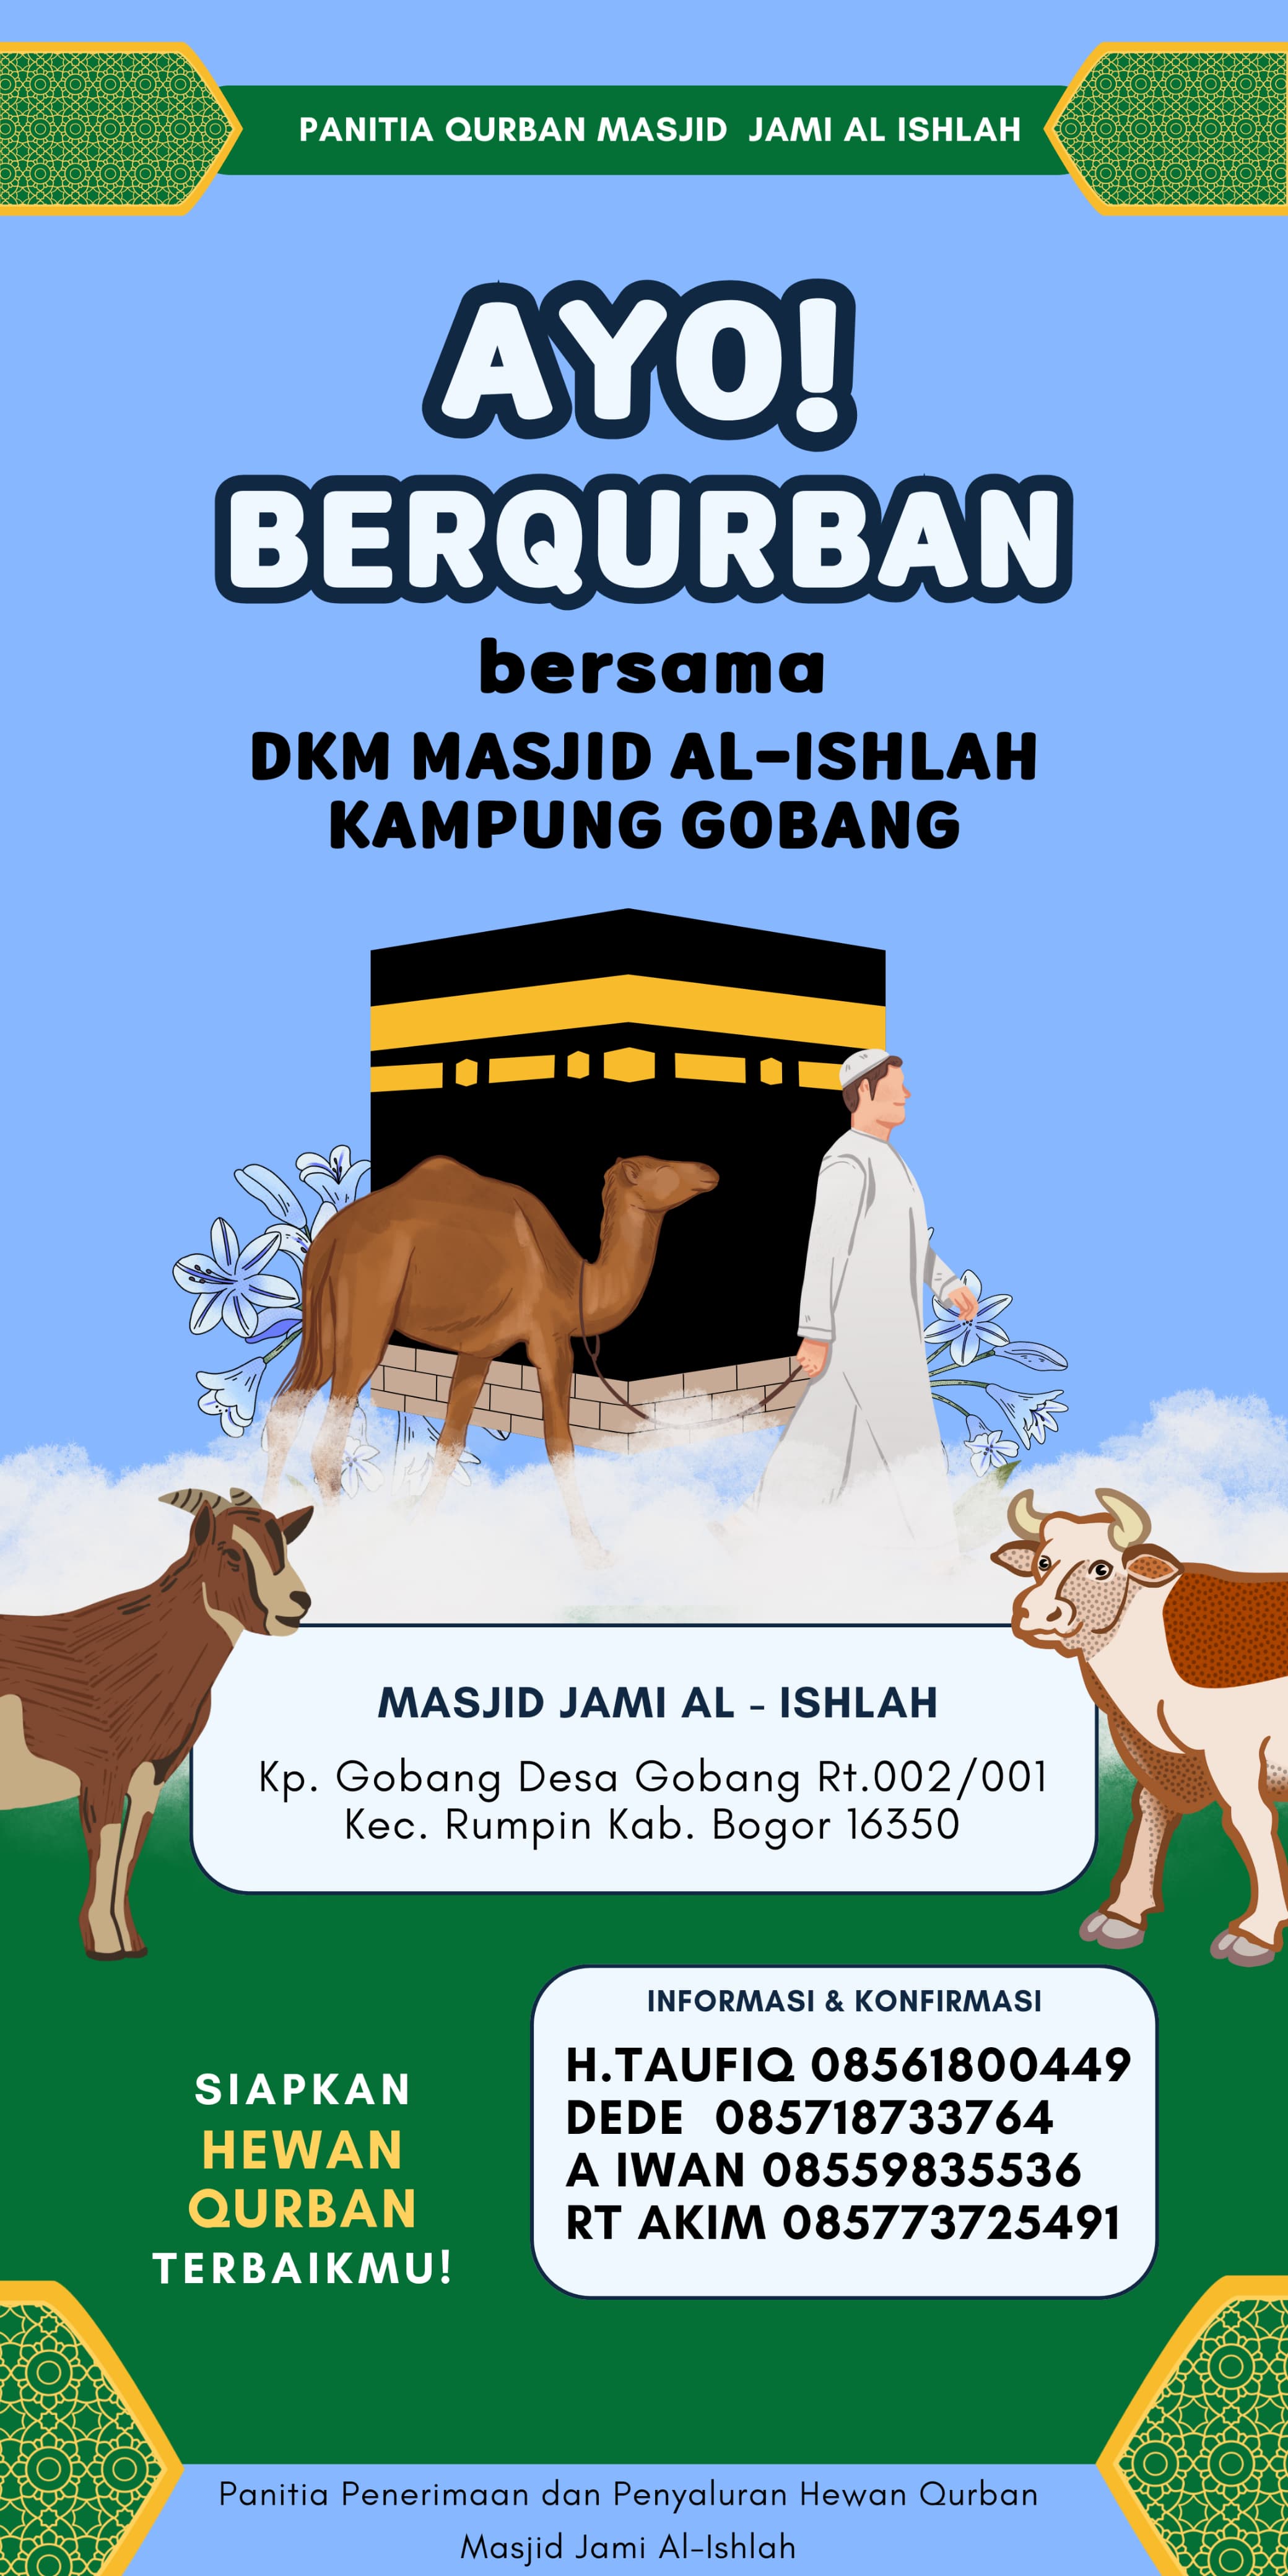 PANITIA QURBAN MASJID JAMI AL ISHLAH
AYO!
BERQURBAN
bersama
DKM MASJID AL-ISHLAH
KAMPUNG GOBANG
MASJID JAMI AL - ISHLAH
Kp. Gobang Desa Gobang Rt.002/001
Kec. Rumpin Kab. Bogor 16350
SIAPKAN
HEWAN
QURBAN
TERBAIKMU!
INFORMASI & KONFIRMASI
H.TAUFIQ 08561800449
DEDE 085718733764
A IWAN 08559835536
RT AKIM 085773725491
Panitia Penerimaan dan Penyaluran Hewan Qurban
Masjid Jami Al-Ishlah